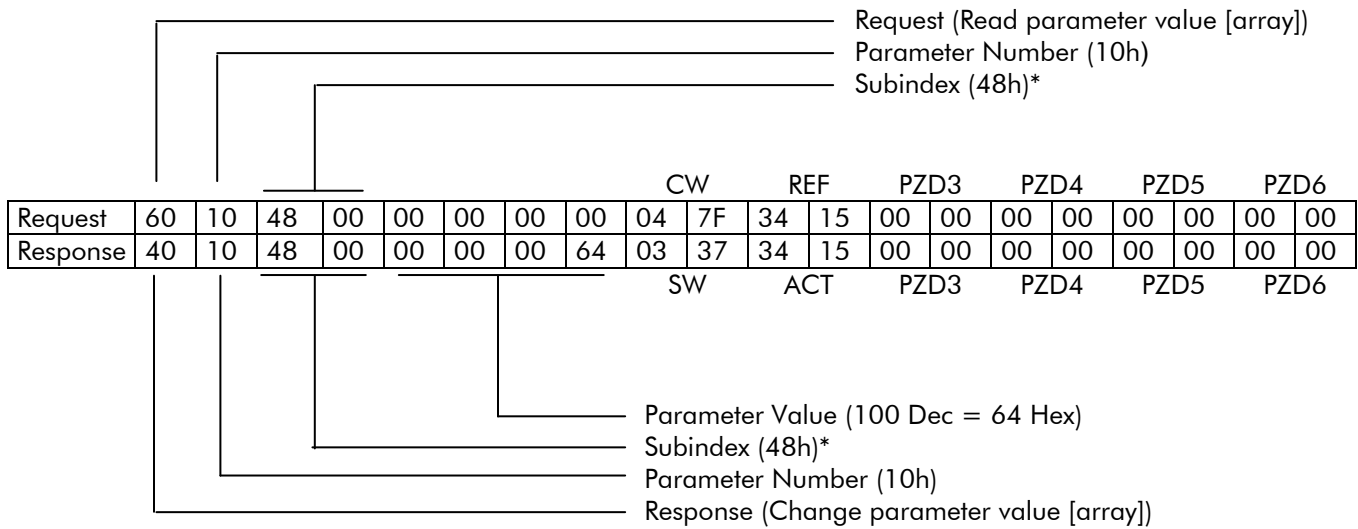 Request (Read parameter value [array])
Parameter Number (10h)
Subindex (48h)*
CW REF PZD3 PZD4 PZD5 PZD6
Request 60 10 48 00 00 00 00 00 04 7F 34 15 00 00 00 00 00 00 00 00
Response 40 10 48 00 00 00 00 64 03 37 34 15 00 00 00 00 00 00 00 00
SW ACT PZD3 PZD4 PZD5 PZD6
Parameter Value (100 Dec = 64 Hex)
Subindex (48h)*
Parameter Number (10h)
Response (Change parameter value [array])